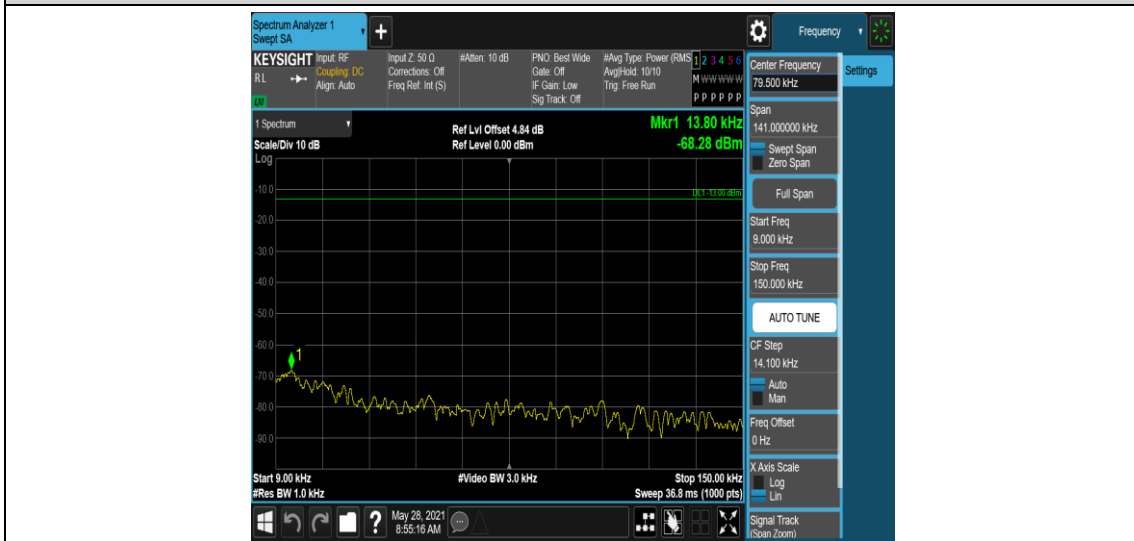 Spectrum Analyzer 1
Swept SA
+
Frequency
KEYSIGHT
RL
LXI
Input: RF
Coupling: DC
Align: Auto
Input Z: 50 Ω
Corrections: Off
Freq Ref: Int (S)
#Atten: 10 dB
PNO: Best Wide
Gate: Off
IF Gain: Low
Sig Track: Off
#Avg Type: Power (RMS
Avg|Hold: 10/10
Trig: Free Run
1 2 3 4 5 6
M W W W W W
P P P P P P
1 Spectrum
Scale/Div 10 dB
Ref Lvl Offset 4.84 dB
Ref Level 0.00 dBm
Mkr1 13.80 kHz
-68.28 dBm
Log
DL1 -13.00 dBm
-10.0
-20.0
-30.0
-40.0
-50.0
-60.0
-70.0
-80.0
-90.0
1
Start 9.00 kHz
#Res BW 1.0 kHz
#Video BW 3.0 kHz
Stop 150.00 kHz
Sweep 36.8 ms (1000 pts)
?
May 28, 2021
8:55:16 AM
Center Frequency
79.500 kHz
Settings
Span
141.000000 kHz
Swept Span
Zero Span
Full Span
Start Freq
9.000 kHz
Stop Freq
150.000 kHz
AUTO TUNE
CF Step
14.100 kHz
Auto
Man
Freq Offset
0 Hz
X Axis Scale
Log
Lin
Signal Track
(Span Zoom)